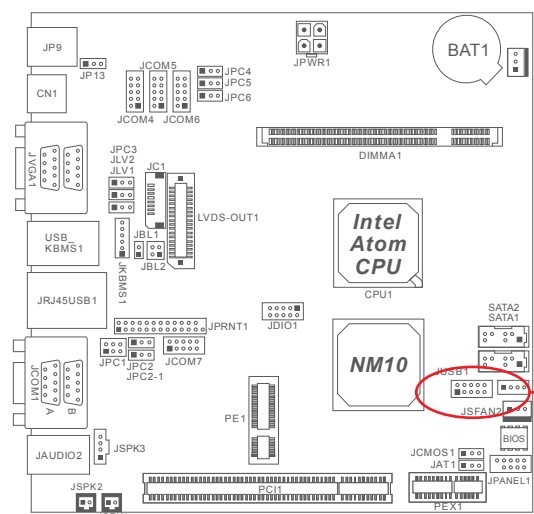 JP9
JP13
JCOM5
JCOM4
JCOM6
JPC4
JPC5
JPC6
JPWR1
BAT1
CN1
JVGA1
DIMMA1
JPC3
JLV2
JLV1
JC1
LVDS-OUT1
JBL1
JBL2
USB_
KBMS1
JKBMS1
Intel
Atom
CPU
CPU1
JRJ45USB1
JPRNT1
JDIO1
SATA2
SATA1
JCOM1
A
B
JPC1
JPC2
JPC2-1
JCOM7
NM10
JUSB1
JSFAN2
PE1
BIOS
JAUDIO2
JSPK3
JCMOS1
JAT1
JPANEL1
JSPK2
PCI1
PEX1